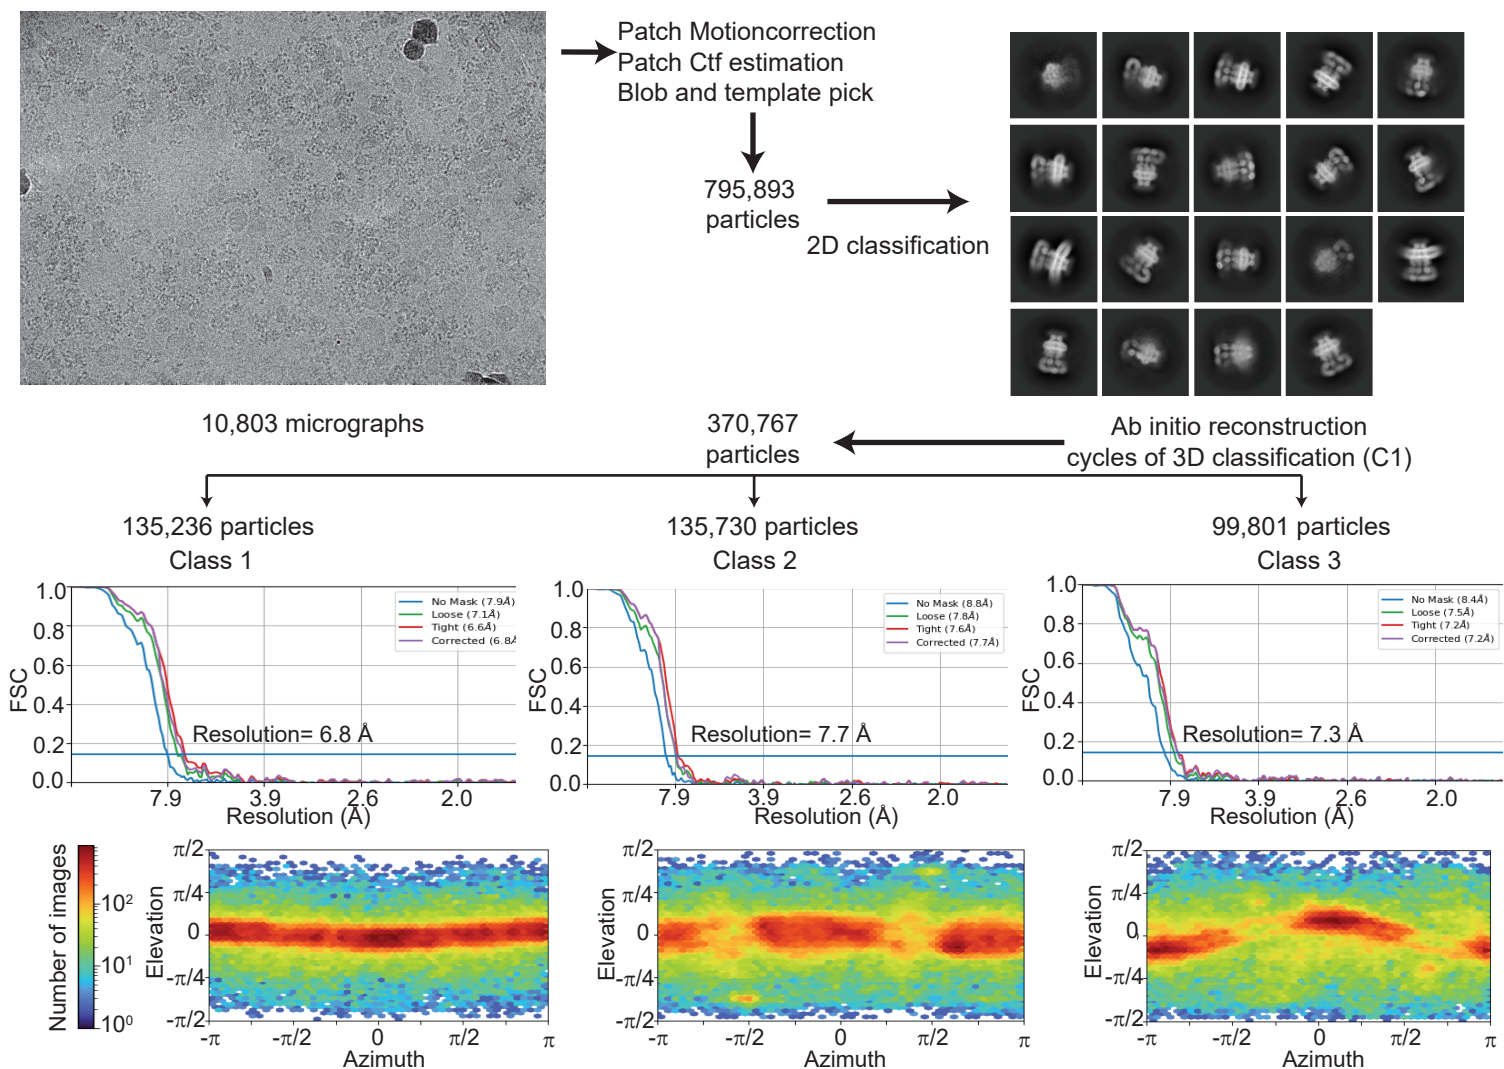 Patch Motioncorrection
Patch Ctf estimation
Blob and template pick
795,893
particles
2D classification
10,803 micrographs
370,767
particles
Ab initio reconstruction
cycles of 3D classification (C1)
135,236 particles
Class 1
135,730 particles
Class 2
99,801 particles
Class 3
FSC
1.0
0.8
0.6
0.4
0.2
0.0
No Mask (7.9Å)
Loose (7.1Å)
Tight (6.6Å)
Corrected (6.8Å
Resolution= 6.8 Å
7.9
3.9
2.6
2.0
Resolution (Å)
FSC
1.0
0.8
0.6
0.4
0.2
0.0
No Mask (8.8Å)
Loose (7.8Å)
Tight (7.6Å)
Corrected (7.7Å)
Resolution= 7.7 Å
7.9
3.9
2.6
2.0
Resolution (Å)
FSC
1.0
0.8
0.6
0.4
0.2
0.0
No Mask (8.4Å)
Loose (7.5Å)
Tight (7.2Å)
Corrected (7.2Å)
Resolution= 7.3 Å
7.9
3.9
2.6
2.0
Resolution (Å)
Number of images
10²
10¹
10⁰
Elevation
π/2
π/4
0
-π/4
-π/2
-π
-π/2
0
π/2
π
Azimuth
Elevation
π/2
π/4
0
-π/4
-π/2
-π
-π/2
0
π/2
π
Azimuth
Elevation
π/2
π/4
0
-π/4
-π/2
-π
-π/2
0
π/2
π
Azimuth